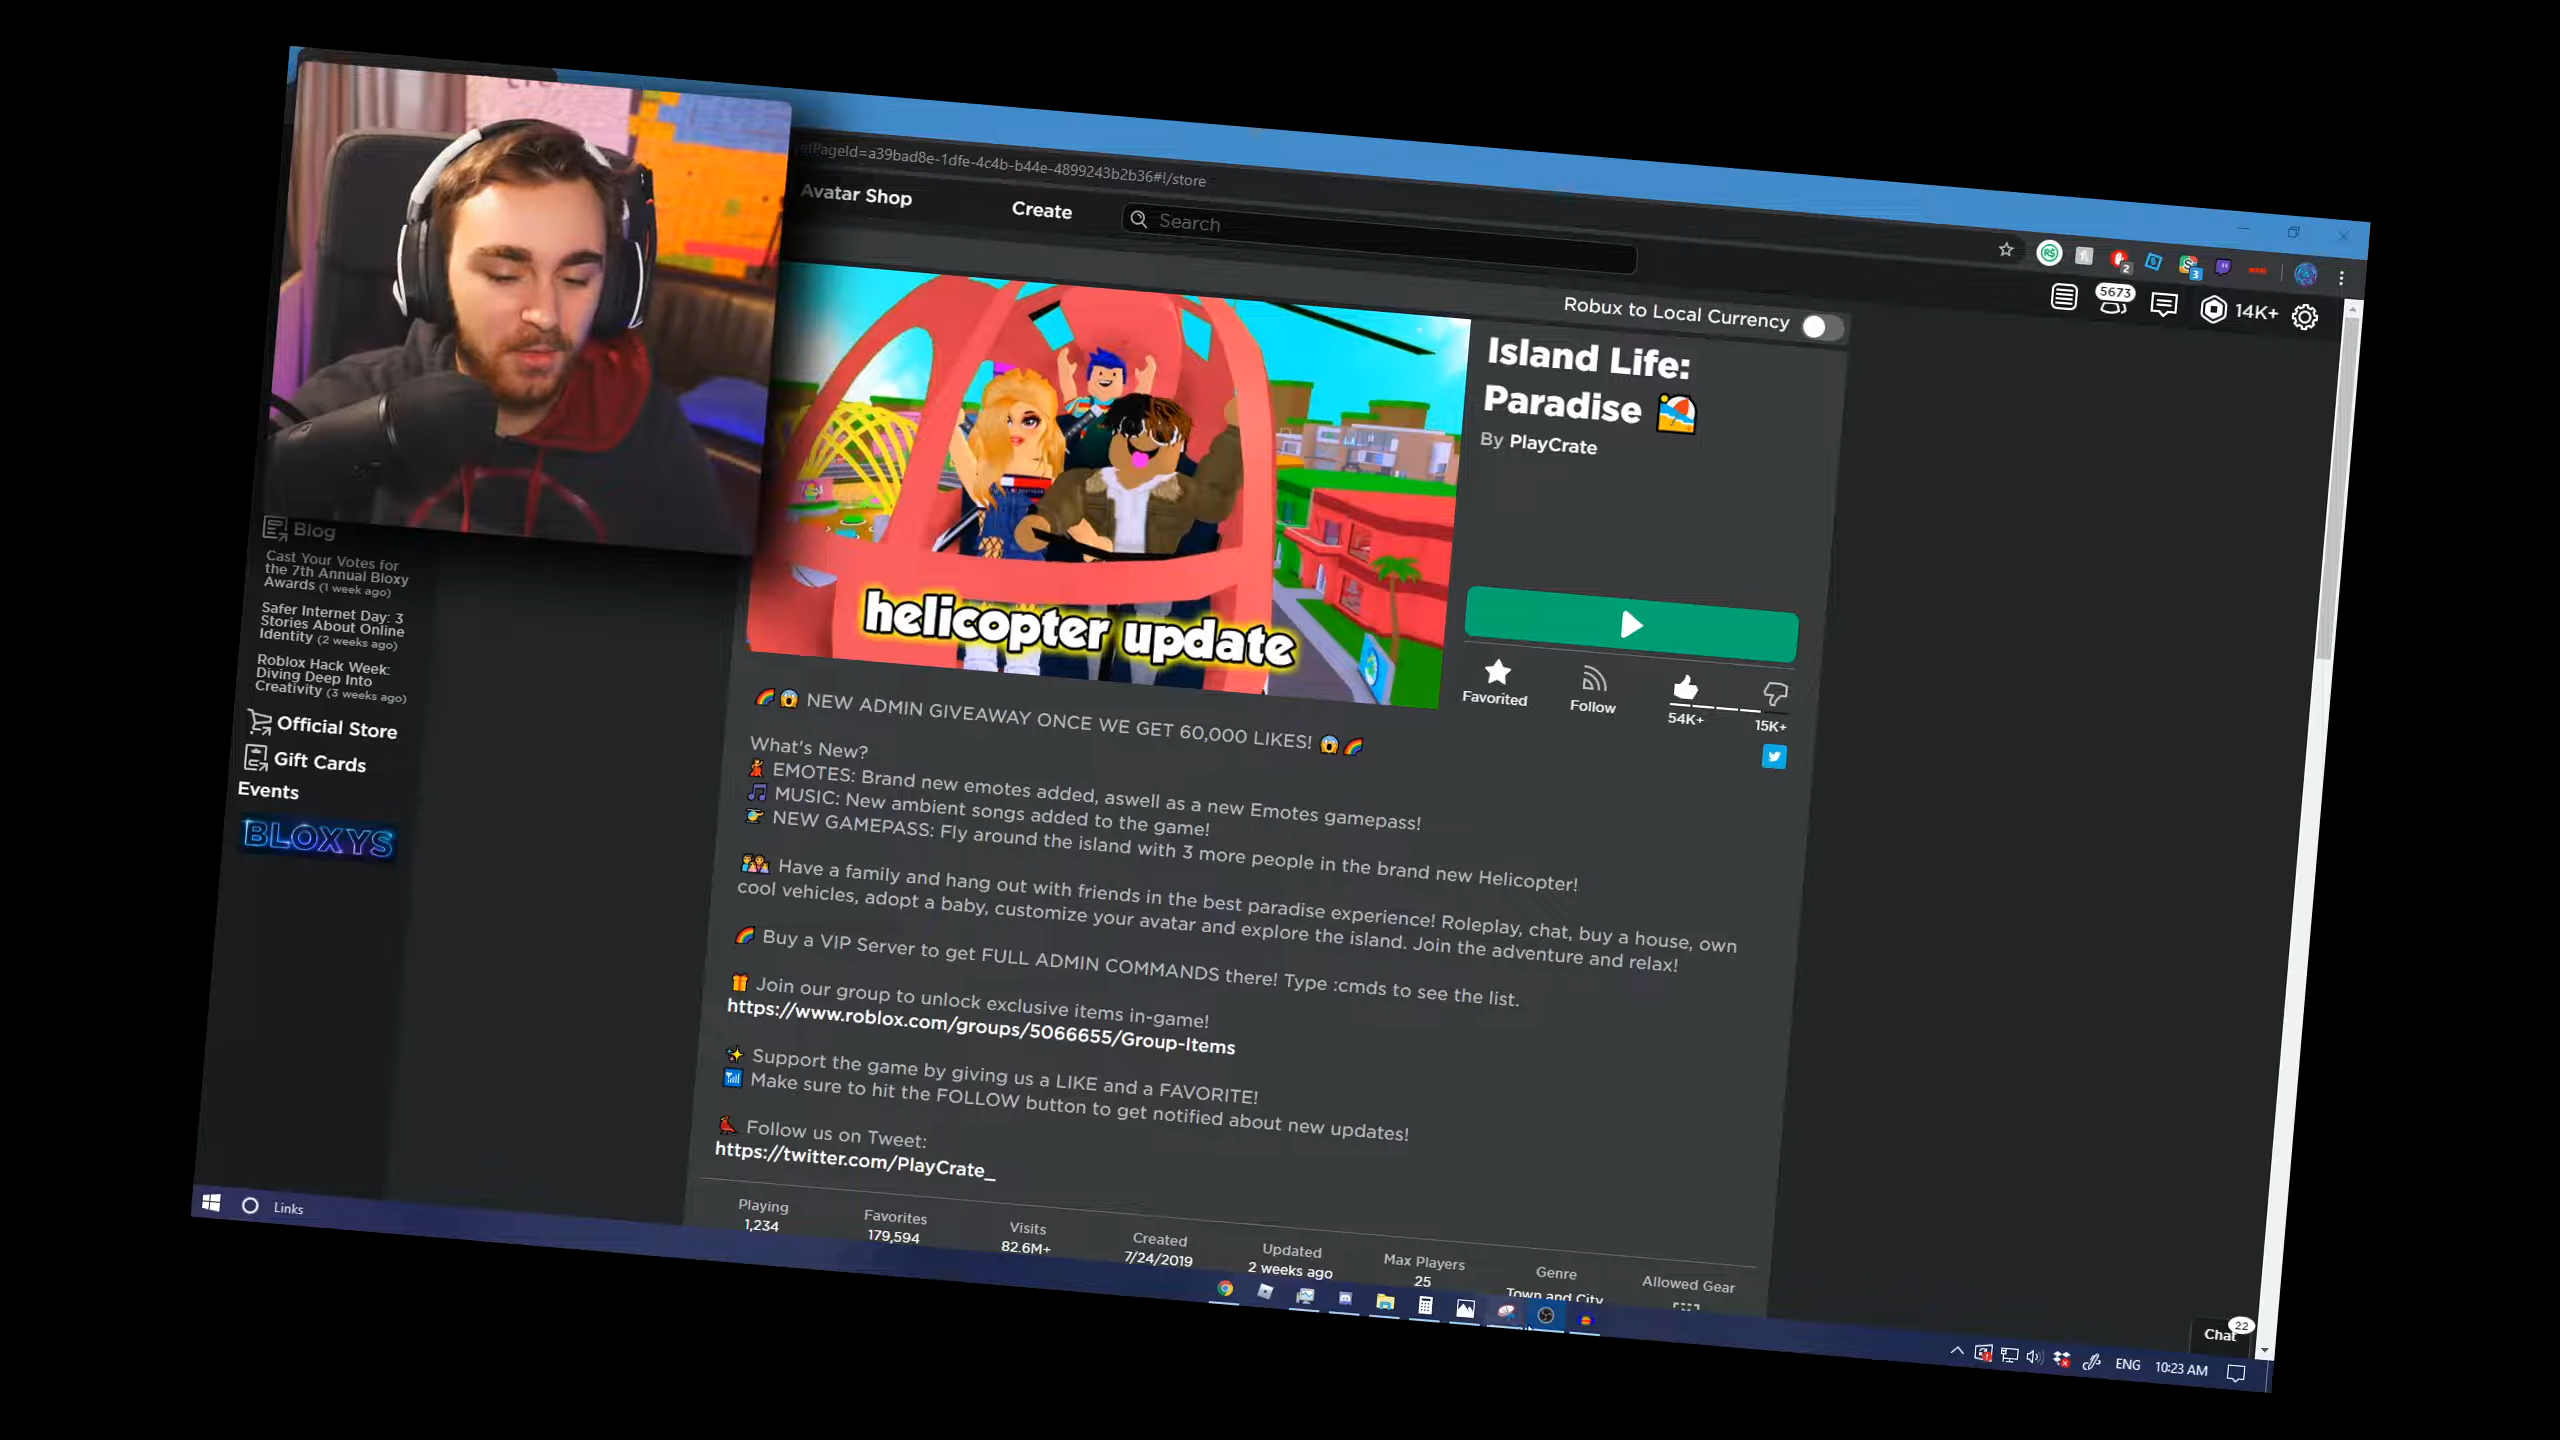 elPageId=a39bad8e-1dfe-4c4b-b44e-4899243b2b36#!/store
Avatar Shop
Create
Search
2
3
5673
14K+
Robux to Local Currency
Island Life:
Paradise 🏖
By PlayCrate
helicopter update
Favorited
Follow
54K+
15K+
Blog
Cast Your Votes for
the 7th Annual Bloxy
Awards (1 week ago)
Safer Internet Day: 3
Stories About Online
Identity (2 weeks ago)
Roblox Hack Week:
Diving Deep Into
Creativity (3 weeks ago)
Official Store
Gift Cards
Events
BLOXYS
🌈😱 NEW ADMIN GIVEAWAY ONCE WE GET 60,000 LIKES! 😱🌈
What's New?
💃 EMOTES: Brand new emotes added, aswell as a new Emotes gamepass!
🎵 MUSIC: New ambient songs added to the game!
🚁 NEW GAMEPASS: Fly around the island with 3 more people in the brand new Helicopter!
👨‍👩‍👧‍👦 Have a family and hang out with friends in the best paradise experience! Roleplay, chat, buy a house, own
cool vehicles, adopt a baby, customize your avatar and explore the island. Join the adventure and relax!
🌈 Buy a VIP Server to get FULL ADMIN COMMANDS there! Type :cmds to see the list.
🎁 Join our group to unlock exclusive items in-game!
https://www.roblox.com/groups/5066655/Group-Items
✨ Support the game by giving us a LIKE and a FAVORITE!
📶 Make sure to hit the FOLLOW button to get notified about new updates!
🐦 Follow us on Tweet:
https://twitter.com/PlayCrate_
Playing
1,234
Favorites
179,594
Visits
82.6M+
Created
7/24/2019
Updated
2 weeks ago
Max Players
25
Genre
Town and City
Allowed Gear
Links
Chat
22
ENG
10:23 AM